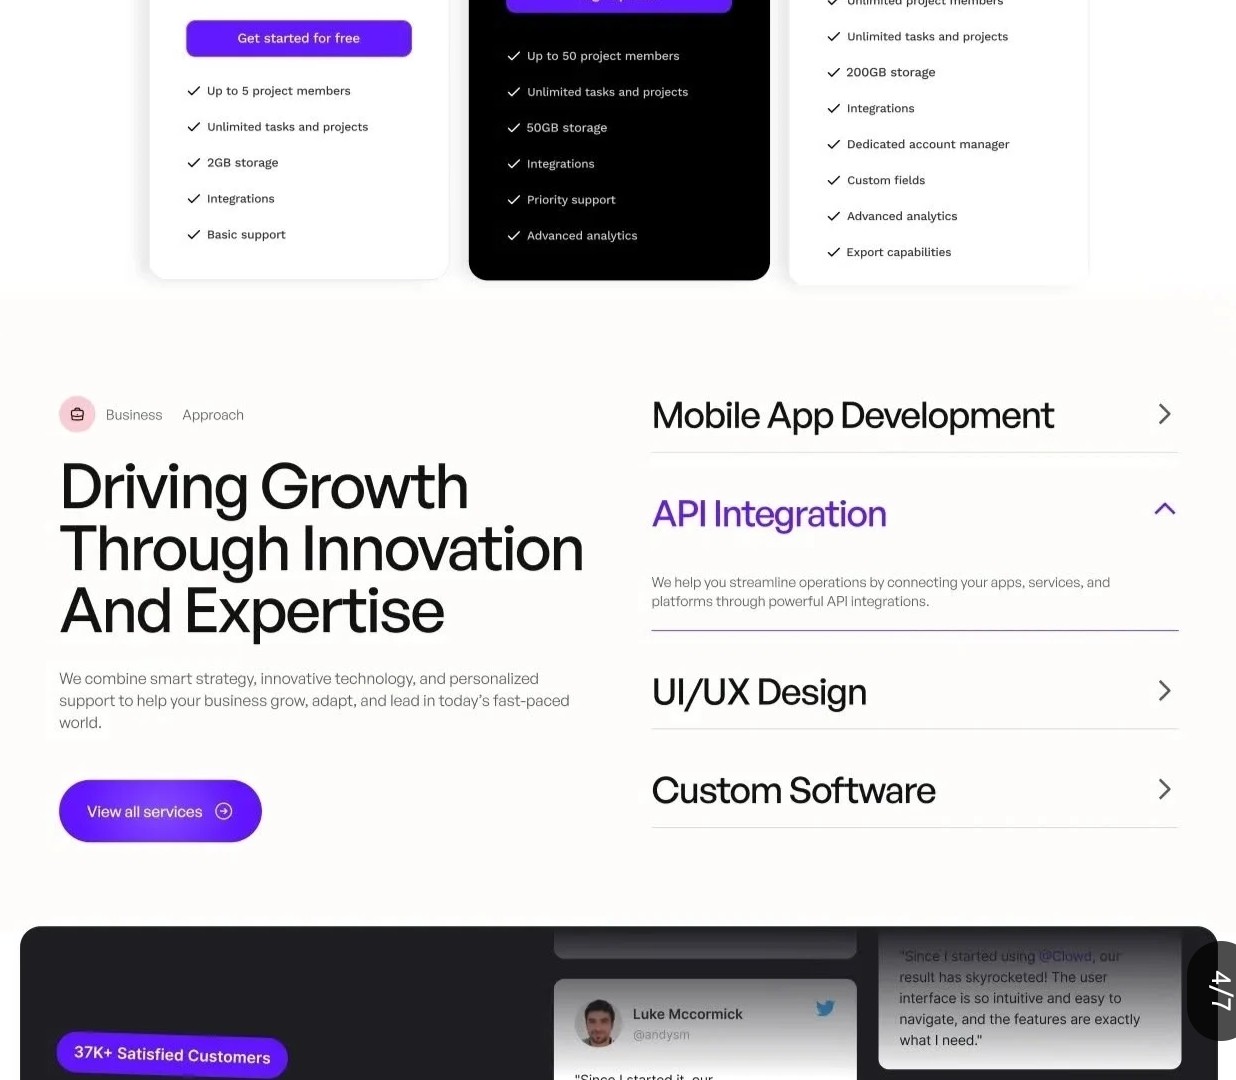 Get started for free
Up to 5 project members
Unlimited tasks and projects
2GB storage
Integrations
Basic support
Up to 50 project members
Unlimited tasks and projects
50GB storage
Integrations
Priority support
Advanced analytics
Unlimited project members
Unlimited tasks and projects
200GB storage
Integrations
Dedicated account manager
Custom fields
Advanced analytics
Export capabilities
Business Approach
Driving Growth
Through Innovation
And Expertise
We combine smart strategy, innovative technology, and personalized
support to help your business grow, adapt, and lead in today’s fast-paced
world.
View all services
Mobile App Development
API Integration
We help you streamline operations by connecting your apps, services, and
platforms through powerful API integrations.
UI/UX Design
Custom Software
37K+ Satisfied Customers
Luke Mccormick
@andysm
"Since I started it, our
"Since I started using @Clowd, our
result has skyrocketed! The user
interface is so intuitive and easy to
navigate, and the features are exactly
what I need."
4/7